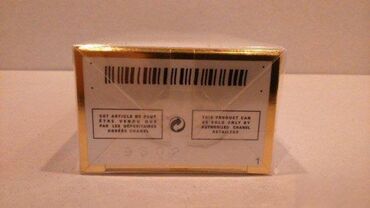 CET ARTICLE NE PEUT
ÊTRE VENDU QUE
PAR LES DÉPOSITAIRES
AGRÉÉS CHANEL
THIS PRODUCT CAN
BE SOLD ONLY BY
AUTHORIZED CHANEL
RETAILERS
1